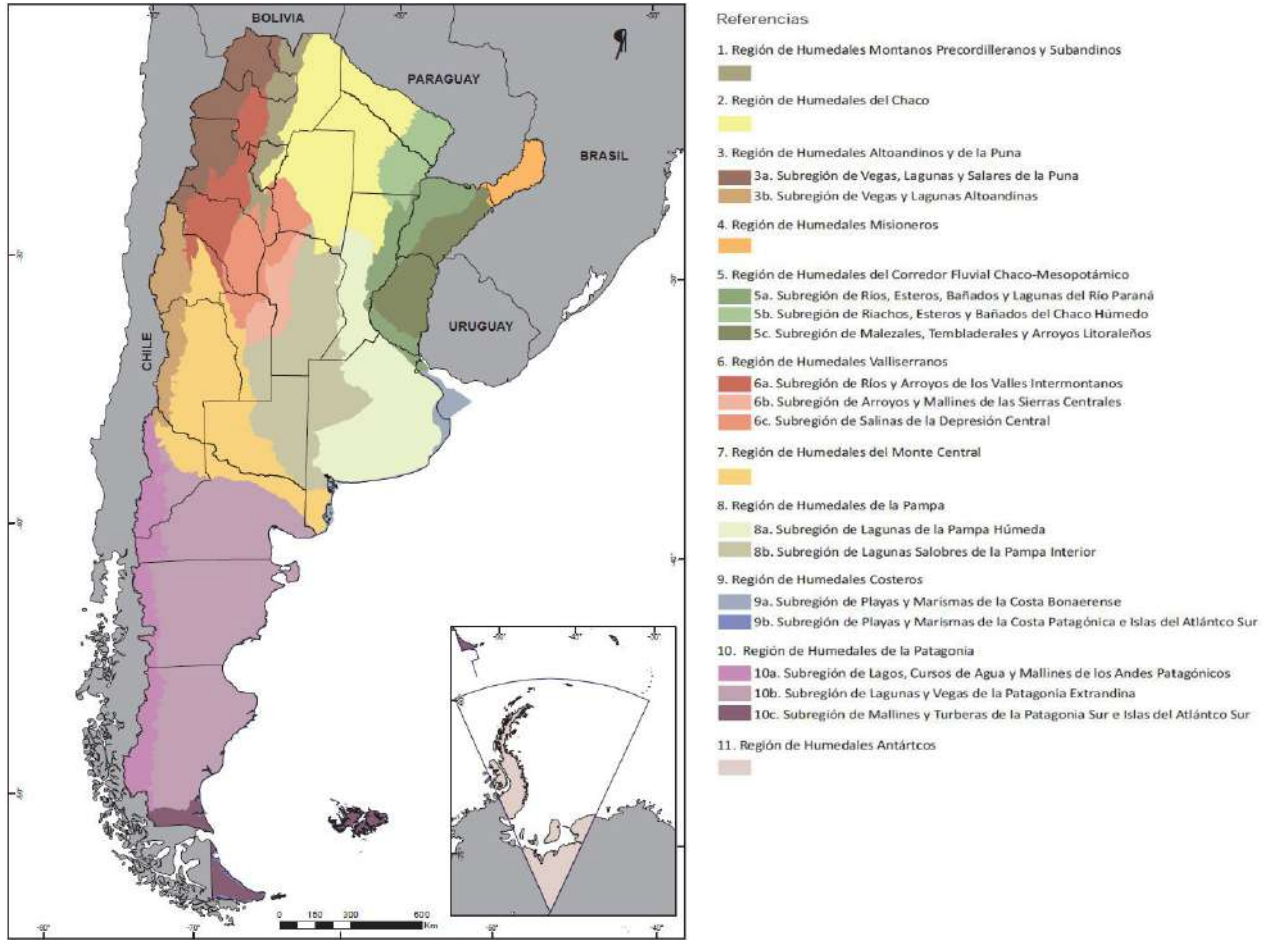 BOLIVIA
PARAGUAY
BRASIL
CHILE
URUGUAY
0 150 300 600
Km
Referencias
1. Región de Humedales Montanos Precordilleranos y Subandinos
2. Región de Humedales del Chaco
3. Región de Humedales Altoandinos y de la Puna
3a. Subregión de Vegas, Lagunas y Salares de la Puna
3b. Subregión de Vegas y Lagunas Altoandinas
4. Región de Humedales Misioneros
5. Región de Humedales del Corredor Fluvial Chaco-Mesopotámico
5a. Subregión de Ríos, Esteros, Bañados y Lagunas del Río Paraná
5b. Subregión de Riachos, Esteros y Bañados del Chaco Húmedo
5c. Subregión de Malezales, Tembladerales y Arroyos Litoraleños
6. Región de Humedales Valliserranos
6a. Subregión de Ríos y Arroyos de los Valles Intermontanos
6b. Subregión de Arroyos y Mallines de las Sierras Centrales
6c. Subregión de Salinas de la Depresión Central
7. Región de Humedales del Monte Central
8. Región de Humedales de la Pampa
8a. Subregión de Lagunas de la Pampa Húmeda
8b. Subregión de Lagunas Salobres de la Pampa Interior
9. Región de Humedales Costeros
9a. Subregión de Playas y Marismas de la Costa Bonaerense
9b. Subregión de Playas y Marismas de la Costa Patagónica e Islas del Atlántco Sur
10. Región de Humedales de la Patagonia
10a. Subregión de Lagos, Cursos de Agua y Mallines de los Andes Patagónicos
10b. Subregión de Lagunas y Vegas de la Patagonia Extrandina
10c. Subregión de Mallines y Turberas de la Patagonia Sur e Islas del Atlántco Sur
11. Región de Humedales Antártcos